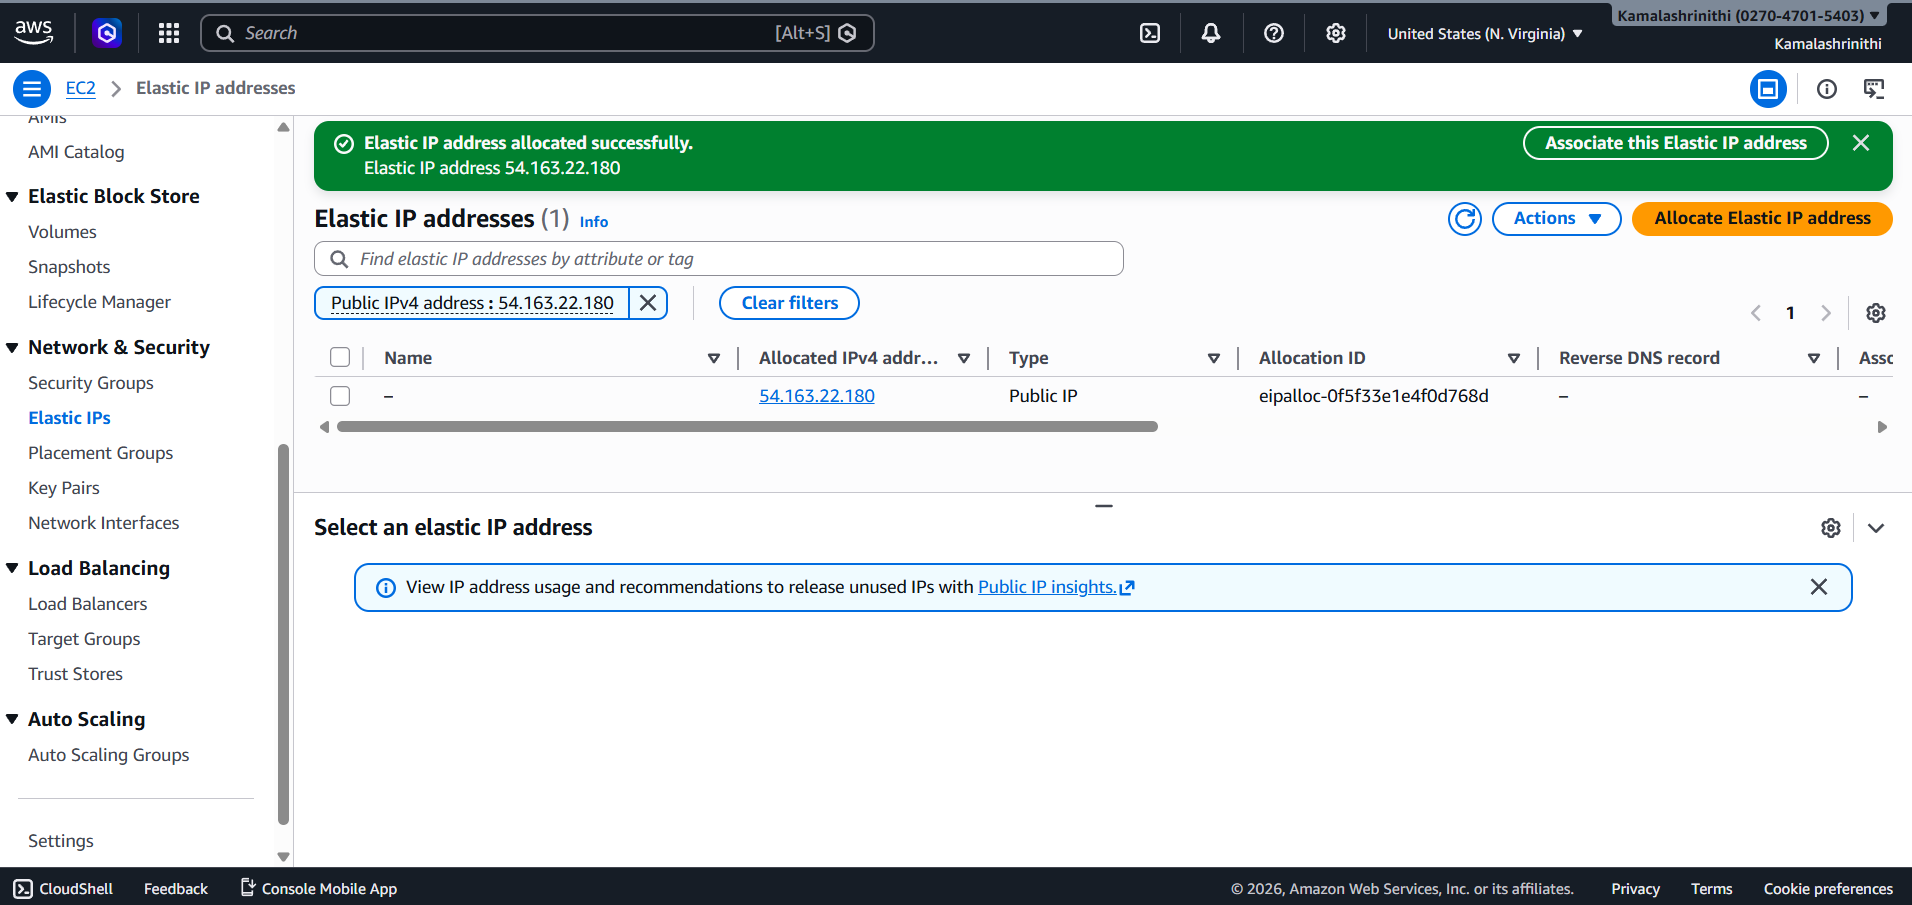 aws
Search
[Alt+S]
United States (N. Virginia)
Kamalashrinithi (0270-4701-5403)
Kamalashrinithi
EC2
Elastic IP addresses
AMIs
AMI Catalog
Elastic Block Store
Volumes
Snapshots
Lifecycle Manager
Network & Security
Security Groups
Elastic IPs
Placement Groups
Key Pairs
Network Interfaces
Load Balancing
Load Balancers
Target Groups
Trust Stores
Auto Scaling
Auto Scaling Groups
Settings
Elastic IP address allocated successfully.
Elastic IP address 54.163.22.180
Associate this Elastic IP address
Elastic IP addresses (1) Info
Actions
Allocate Elastic IP address
Find elastic IP addresses by attribute or tag
Public IPv4 address : 54.163.22.180
Clear filters
1
Name Allocated IPv4 addr... Type Allocation ID Reverse DNS record Assc
– 54.163.22.180 Public IP eipalloc-0f5f33e1e4f0d768d – –
Select an elastic IP address
View IP address usage and recommendations to release unused IPs with Public IP insights.
CloudShell Feedback Console Mobile App © 2026, Amazon Web Services, Inc. or its affiliates. Privacy Terms Cookie preferences